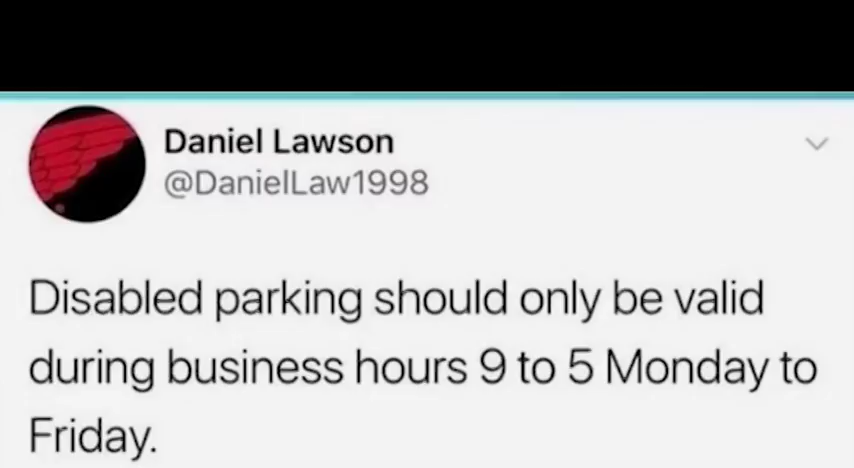 Daniel Lawson
@DanielLaw1998
Disabled parking should only be valid
during business hours 9 to 5 Monday to
Friday.